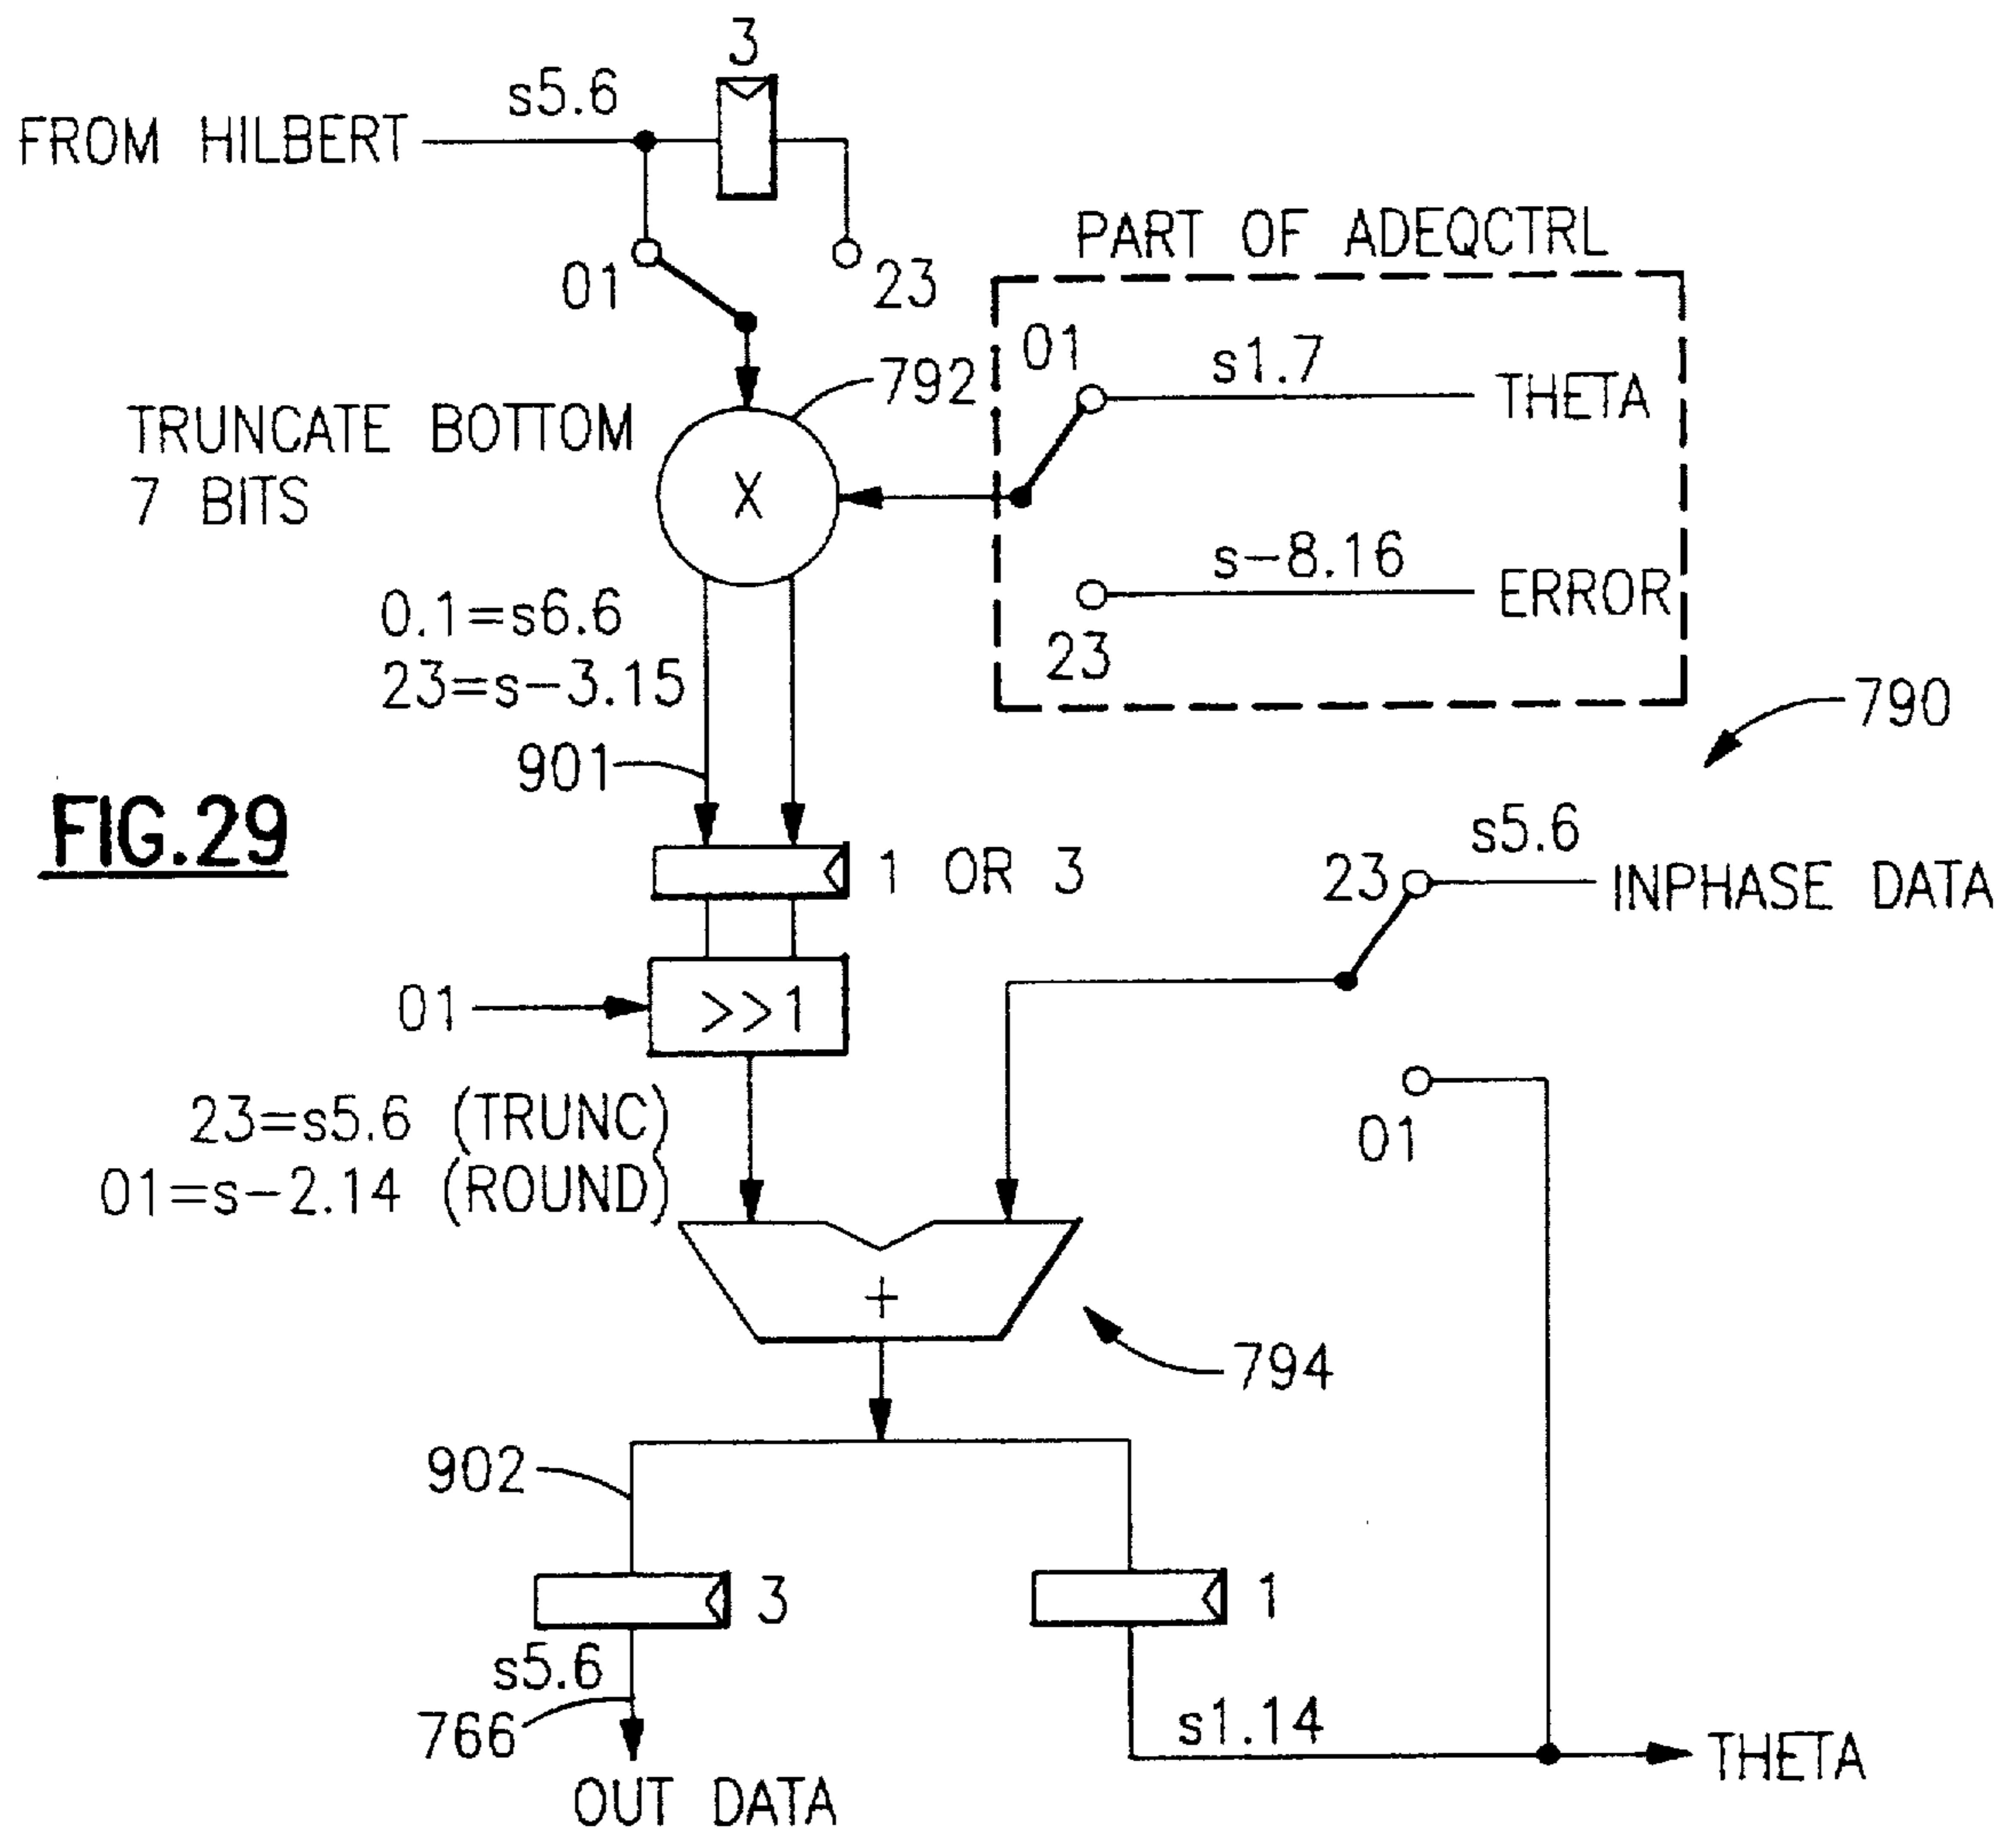 3
s5.6
FROM HILBERT
01
23
PART OF ADEQCTRL
01
s1.7
THETA
792
TRUNCATE BOTTOM
7 BITS
X
s-8.16
ERROR
23
0.1=s6.6
23=s-3.15
790
901
FIG.29
1 OR 3
s5.6
23
INPHASE DATA
01
>>1
01
23=s5.6 (TRUNC)
01=s-2.14 (ROUND)
+
794
902
3
1
s5.6
766
s1.14
THETA
OUT DATA